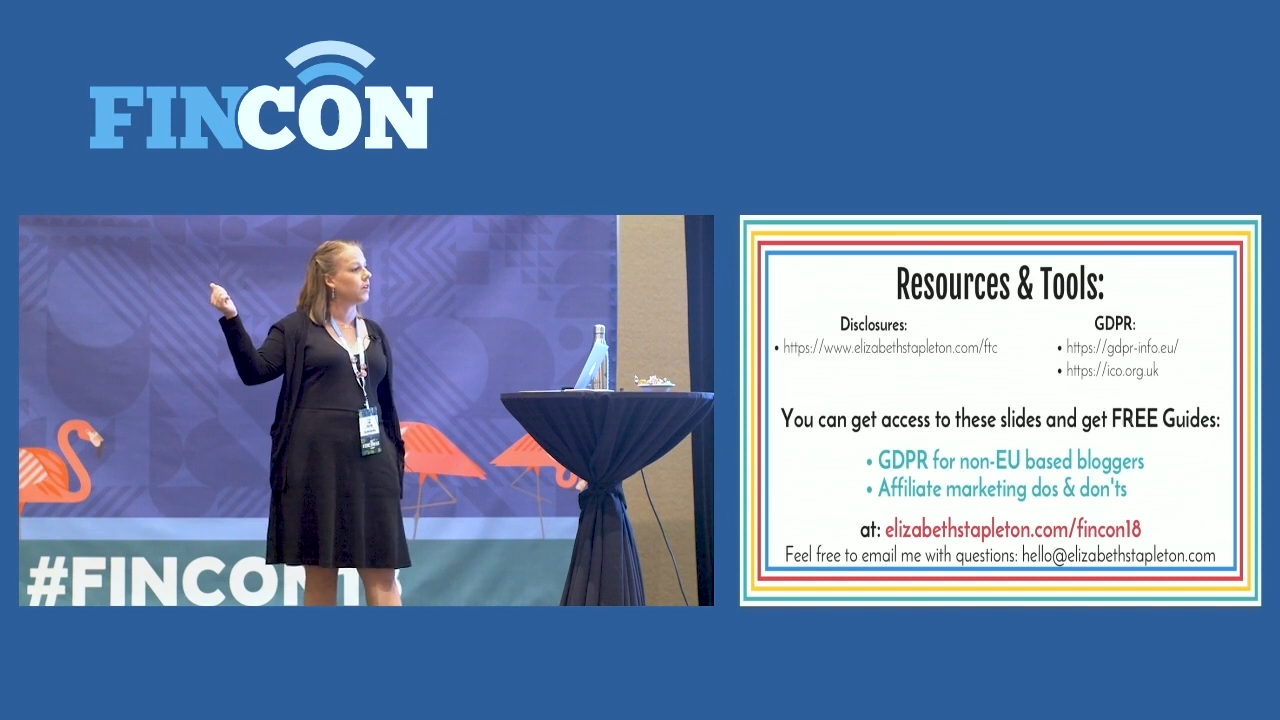 FINCON
#FINCON18
Resources & Tools:
Disclosures:
• https://www.elizabethstapleton.com/ftc
GDPR:
• https://gdpr-info.eu/
• https://ico.org.uk
You can get access to these slides and get FREE Guides:
• GDPR for non-EU based bloggers
• Affiliate marketing dos & don'ts
at: elizabethstapleton.com/fincon18
Feel free to email me with questions: hello@elizabethstapleton.com